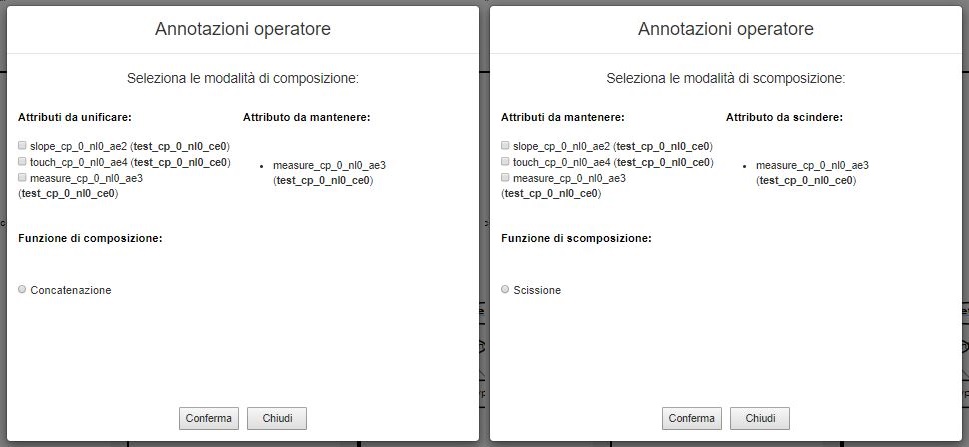 Annotazioni operatore
Seleziona le modalità di composizione:
Attributi da unificare:
Attributo da mantenere:
slope_cp_0_nl0_ae2 (test_cp_0_nl0_ce0)
touch_cp_0_nl0_ae4 (test_cp_0_nl0_ce0)
measure_cp_0_nl0_ae3
(test_cp_0_nl0_ce0)
measure_cp_0_nl0_ae3
(test_cp_0_nl0_ce0)
Funzione di composizione:
Concatenazione
Conferma
Chiudi
Annotazioni operatore
Seleziona le modalità di scomposizione:
Attributi da mantenere:
Attributo da scindere:
slope_cp_0_nl0_ae2 (test_cp_0_nl0_ce0)
touch_cp_0_nl0_ae4 (test_cp_0_nl0_ce0)
measure_cp_0_nl0_ae3
(test_cp_0_nl0_ce0)
measure_cp_0_nl0_ae3
(test_cp_0_nl0_ce0)
Funzione di scomposizione:
Scissione
Conferma
Chiudi